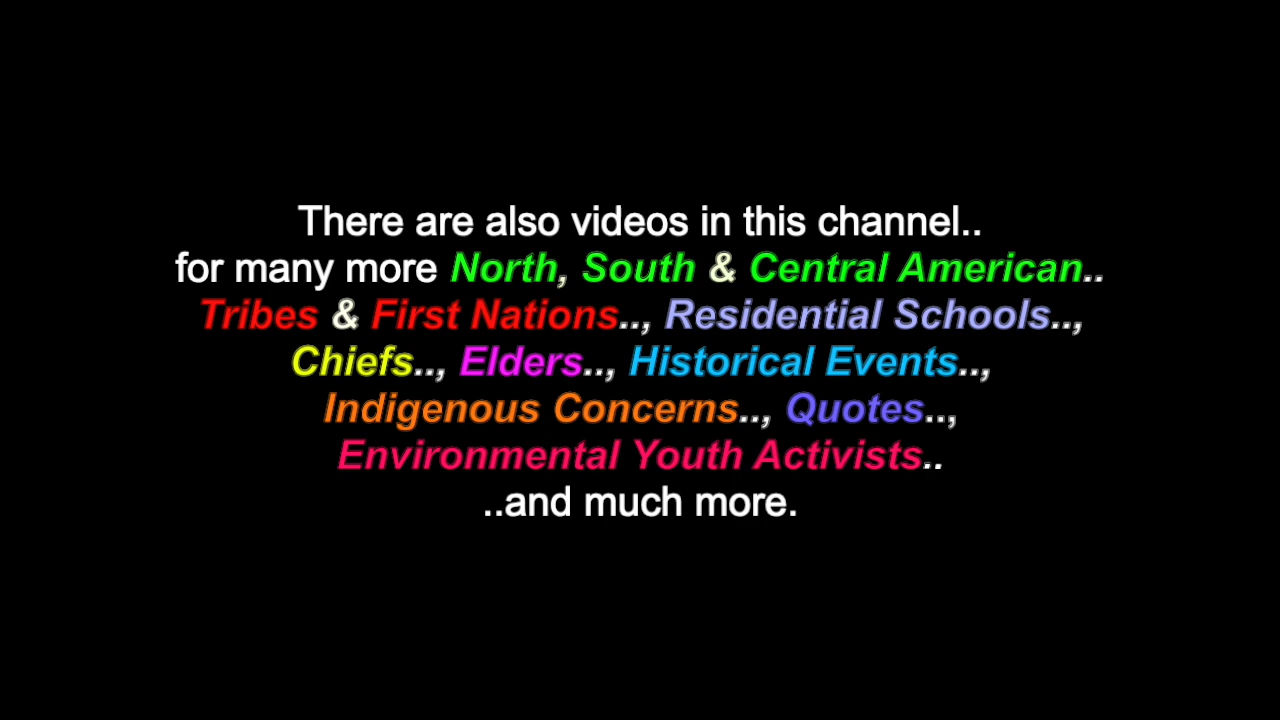 There are also videos in this channel..
for many more North, South & Central American..
Tribes & First Nations.., Residential Schools..,
Chiefs.., Elders.., Historical Events..,
Indigenous Concerns.., Quotes..,
Environmental Youth Activists..
..and much more.